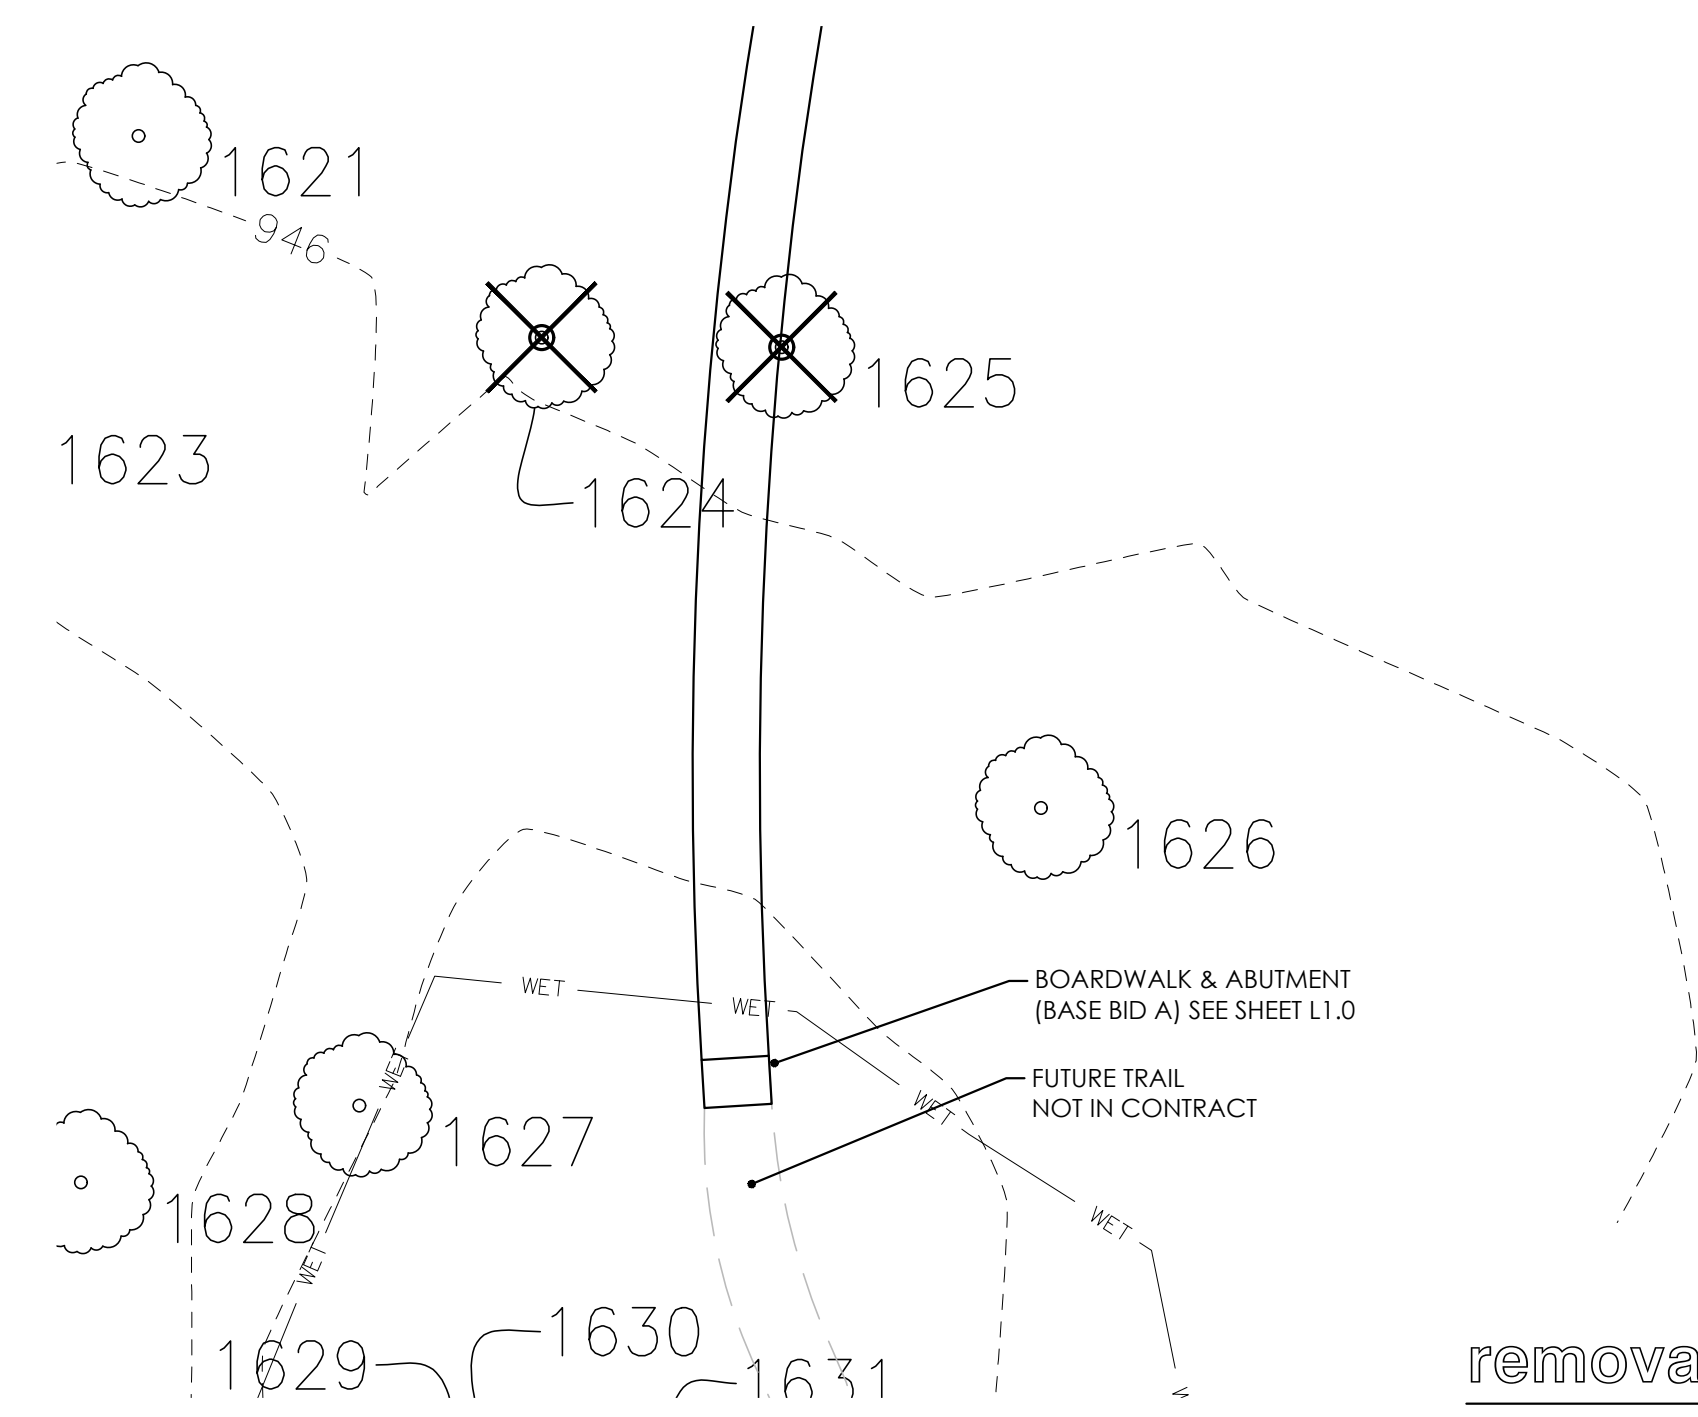 1621
946
1625
1623
1624
1626
WET
WET
BOARDWALK & ABUTMENT
(BASE BID A) SEE SHEET L1.0
WET
FUTURE TRAIL
NOT IN CONTRACT
WET
1627
1628
WET
WET
1630
1629
1631
remova